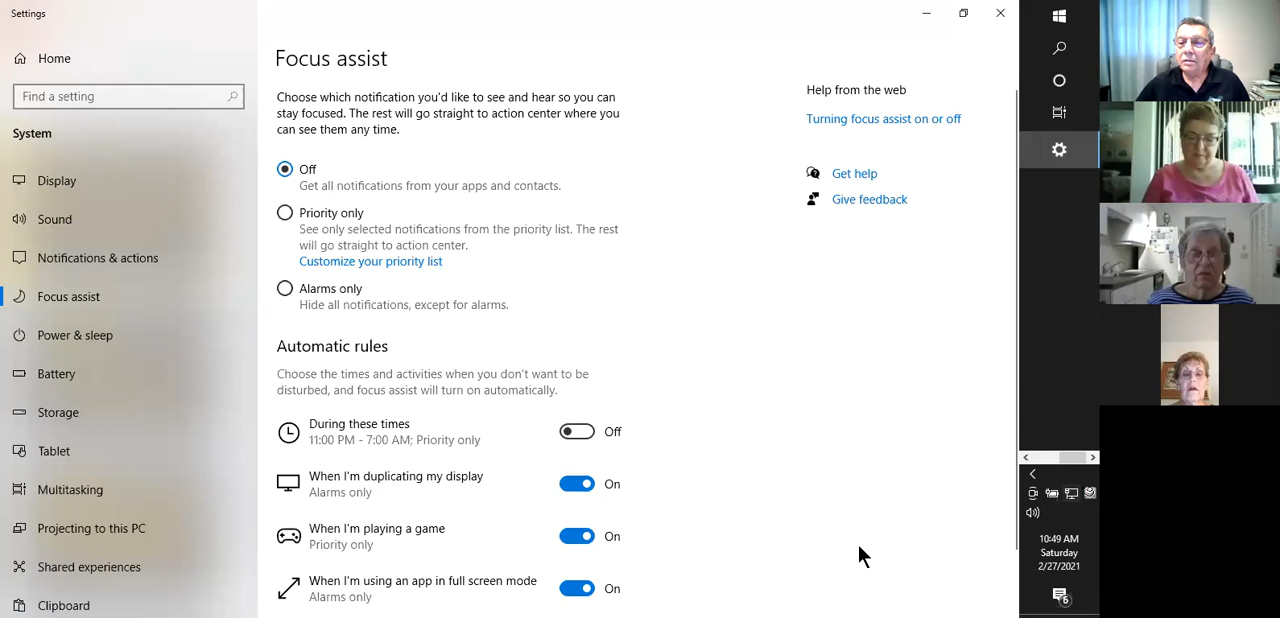 Settings
Home
Find a setting
System
Display
Sound
Notifications & actions
Focus assist
Power & sleep
Battery
Storage
Tablet
Multitasking
Projecting to this PC
Shared experiences
Clipboard
Focus assist
Choose which notification you'd like to see and hear so you can
stay focused. The rest will go straight to action center where you
can see them any time.
Off
Get all notifications from your apps and contacts.
Priority only
See only selected notifications from the priority list. The rest
will go straight to action center.
Customize your priority list
Alarms only
Hide all notifications, except for alarms.
Automatic rules
Choose the times and activities when you don't want to be
disturbed, and focus assist will turn on automatically.
During these times
11:00 PM - 7:00 AM; Priority only
Off
When I'm duplicating my display
Alarms only
On
When I'm playing a game
Priority only
On
When I'm using an app in full screen mode
Alarms only
On
Help from the web
Turning focus assist on or off
Get help
Give feedback
10:49 AM
Saturday
2/27/2021
6